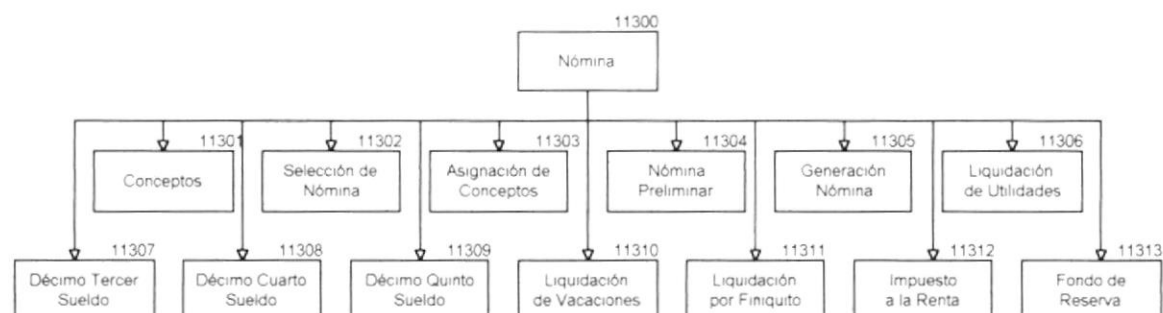 11300
Nómina
11301
Conceptos
11302
Selección de
Nómina
11303
Asignación de
Conceptos
11304
Nómina
Preliminar
11305
Generación
Nómina
11306
Liquidación
de Utilidades
11307
Décimo Tercer
Sueldo
11308
Décimo Cuarto
Sueldo
11309
Décimo Quinto
Sueldo
11310
Liquidación
de Vacaciones
11311
Liquidación
por Finiquito
11312
Impuesto
a la Renta
11313
Fondo de
Reserva